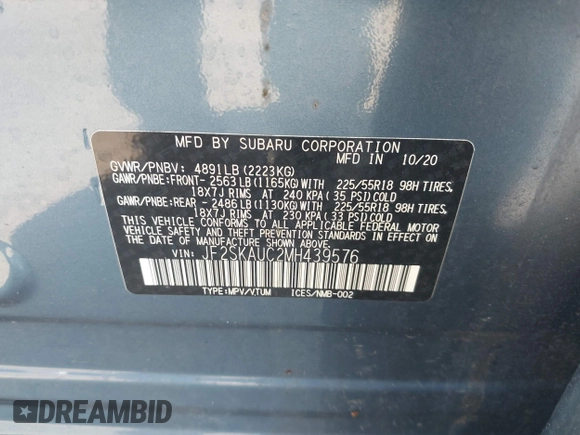 MFD BY SUBARU CORPORATION
MFD IN 10/20
GVWR/PNBV: 4891LB(2223KG)
GAWR/PNBE:FRONT- 2563LB(1165KG)WITH 225/55R18 98H TIRES,
18X7J RIMS AT 240 KPA(35 PSI)COLD
GAWR/PNBE:REAR - 2486LB(1130KG)WITH 225/55R18 98H TIRES,
18X7J RIMS AT 230 KPA(33 PSI)COLD
THIS VEHICLE CONFORMS TO ALL APPLICABLE FEDERAL MOTOR
VEHICLE SAFETY AND THEFT PREVENTION STANDARDS IN EFFECT
ON THE DATE OF MANUFACTURE SHOWN ABOVE.
VIN: JF2SKAUC2MH439576
TYPE:MPV/VTUM ICES/NMB-002
DREAMBID